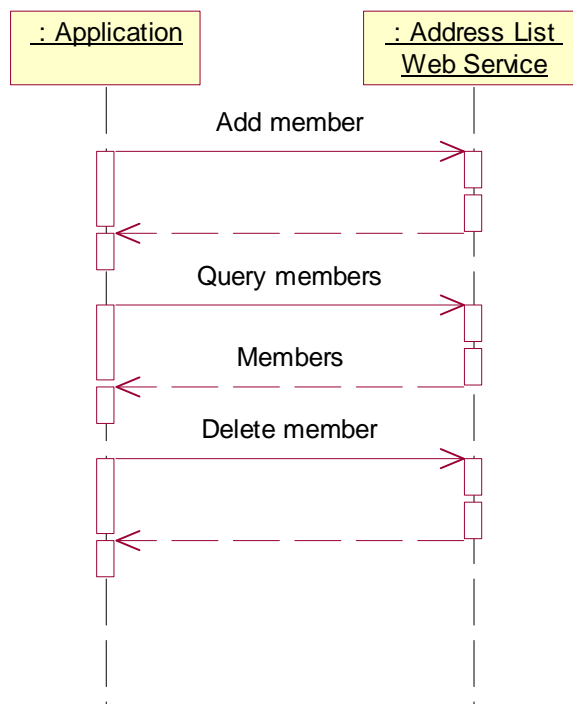 : Application
: Address List
Web Service
Add member
Query members
Members
Delete member